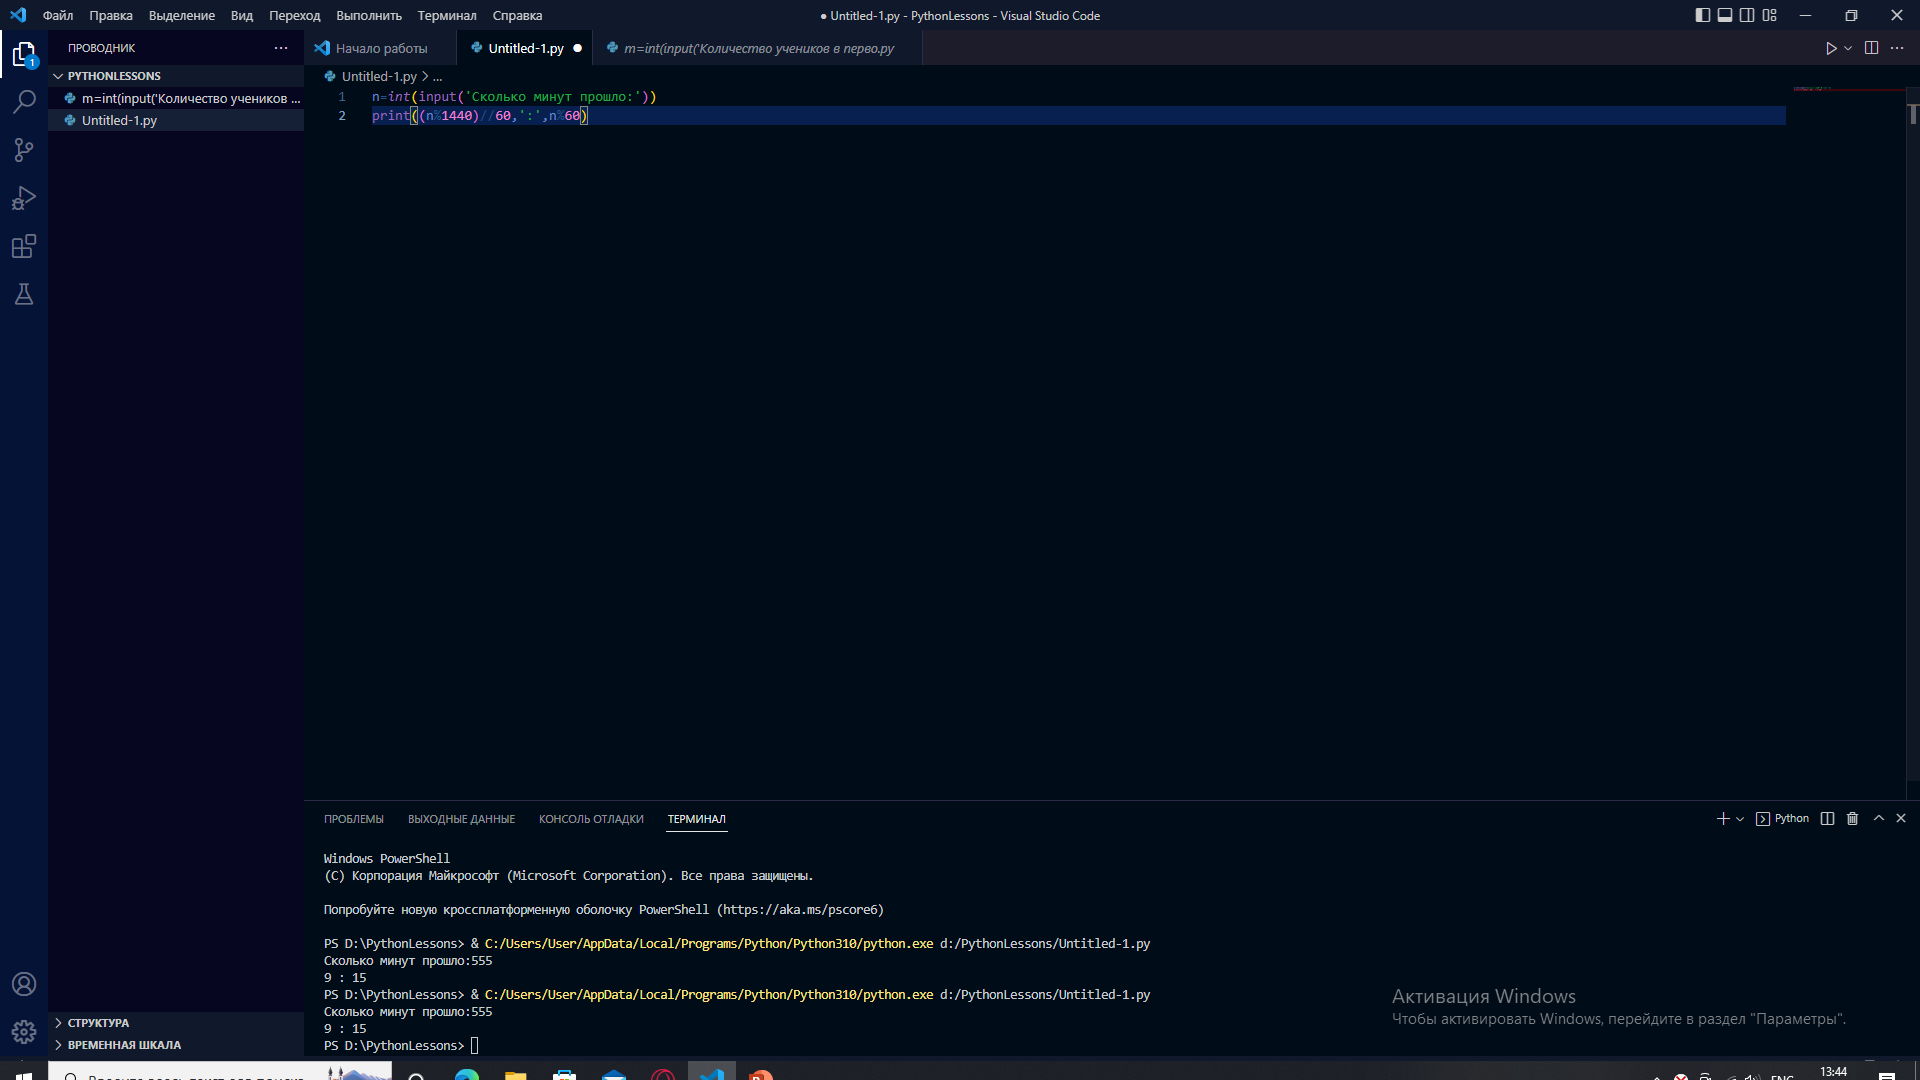 Файл Правка Выделение Вид Переход Выполнить Терминал Справка
● Untitled-1.py - PythonLessons - Visual Studio Code
ПРОВОДНИК ...
Начало работы
Untitled-1.py ●
m=int(input('Количество учеников в перво.py
1
PYTHONLESSONS
m=int(input('Количество учеников ...
Untitled-1.py
Untitled-1.py > ...
1 n=int(input('Сколько минут прошло:'))
2 print((n%1440)//60,':',n%60)
ПРОБЛЕМЫ ВЫХОДНЫЕ ДАННЫЕ КОНСОЛЬ ОТЛАДКИ ТЕРМИНАЛ
Python
Windows PowerShell
(C) Корпорация Майкрософт (Microsoft Corporation). Все права защищены.
Попробуйте новую кроссплатформенную оболочку PowerShell (https://aka.ms/pscore6)
PS D:\PythonLessons> & C:/Users/User/AppData/Local/Programs/Python/Python310/python.exe d:/PythonLessons/Untitled-1.py
Сколько минут прошло:555
9 : 15
PS D:\PythonLessons> & C:/Users/User/AppData/Local/Programs/Python/Python310/python.exe d:/PythonLessons/Untitled-1.py
Сколько минут прошло:555
9 : 15
PS D:\PythonLessons>
СТРУКТУРА
ВРЕМЕННАЯ ШКАЛА
Активация Windows
Чтобы активировать Windows, перейдите в раздел "Параметры".
13:44